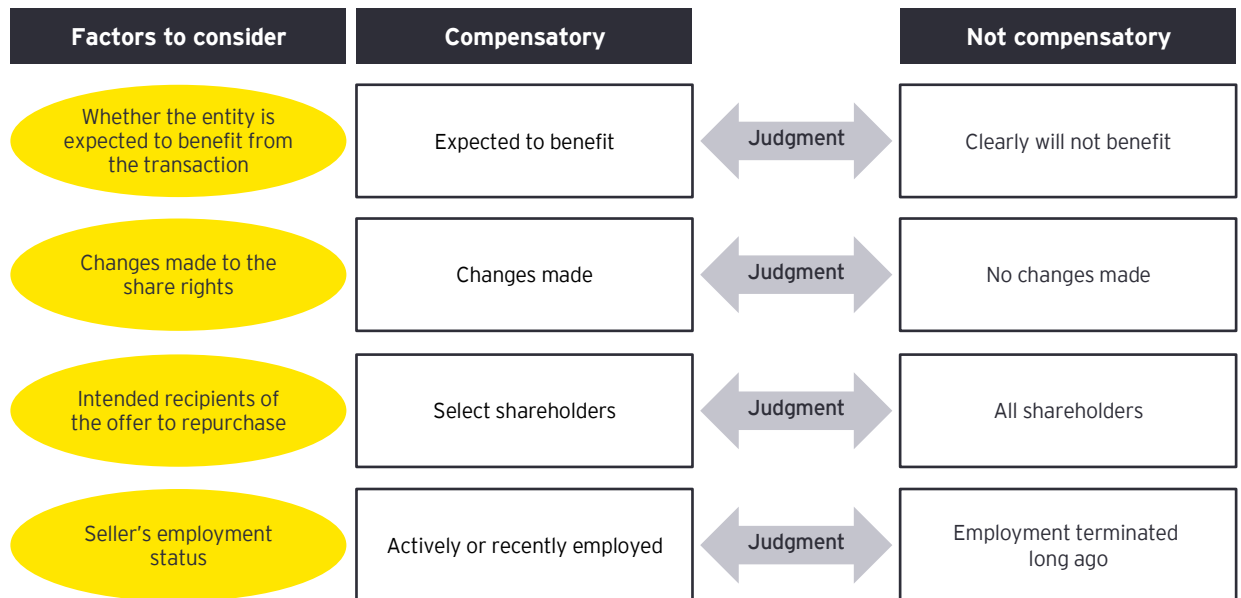 Factors to consider
Compensatory
Not compensatory
Whether the entity is
expected to benefit from
the transaction
Expected to benefit
Judgment
Clearly will not benefit
Changes made to the
share rights
Changes made
Judgment
No changes made
Intended recipients of
the offer to repurchase
Select shareholders
Judgment
All shareholders
Seller’s employment
status
Actively or recently employed
Judgment
Employment terminated
long ago